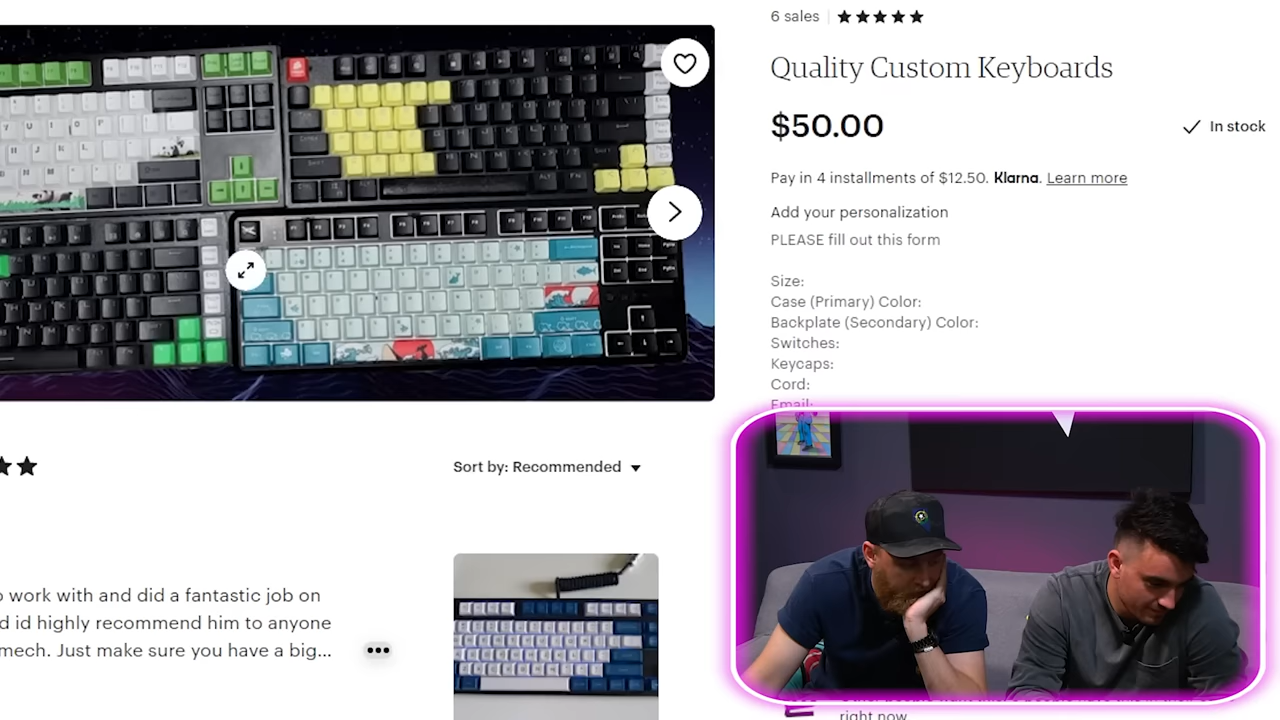 6 sales
Quality Custom Keyboards
$50.00
In stock
Pay in 4 installments of $12.50. Klarna. Learn more
Add your personalization
PLEASE fill out this form
Size:
Case (Primary) Color:
Backplate (Secondary) Color:
Switches:
Keycaps:
Cord:
Email:
Sort by: Recommended
work with and did a fantastic job on
d id highly recommend him to anyone
mech. Just make sure you have a big...
right now